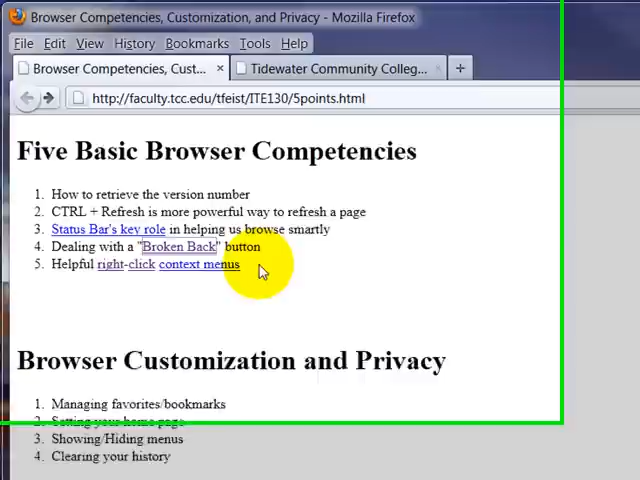 Browser Competencies, Customization, and Privacy - Mozilla Firefox
File Edit View History Bookmarks Tools Help
Browser Competencies, Cust... × Tidewater Community Colleg... +
http://faculty.tcc.edu/tfeist/ITE130/5points.html
Five Basic Browser Competencies
1. How to retrieve the version number
2. CTRL + Refresh is more powerful way to refresh a page
3. Status Bar's key role in helping us browse smartly
4. Dealing with a "Broken Back" button
5. Helpful right-click context menus
Browser Customization and Privacy
1. Managing favorites/bookmarks
2. Setting your home page
3. Showing/Hiding menus
4. Clearing your history